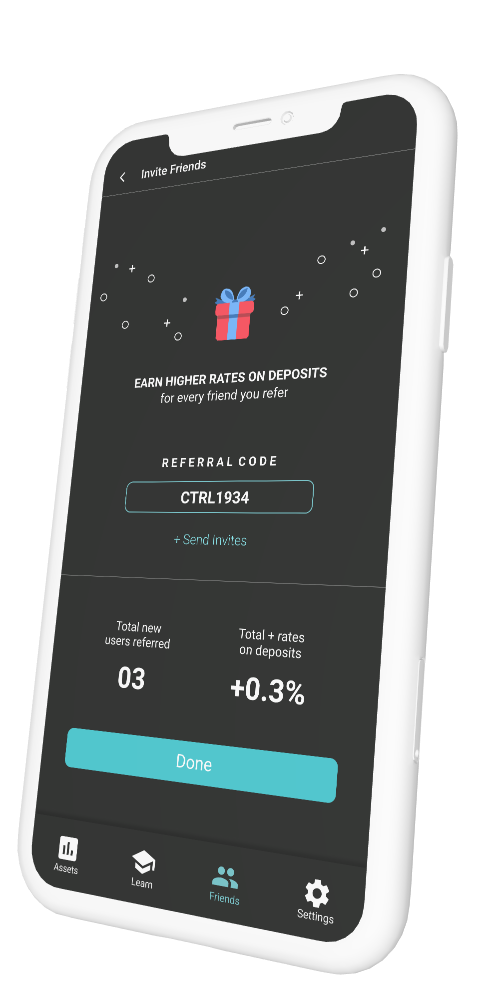 Invite Friends
EARN HIGHER RATES ON DEPOSITS
for every friend you refer
REFERRAL CODE
CTRL1934
+ Send Invites
Total new
users referred
03
Total + rates
on deposits
+0.3%
Done
Assets
Learn
Friends
Settings